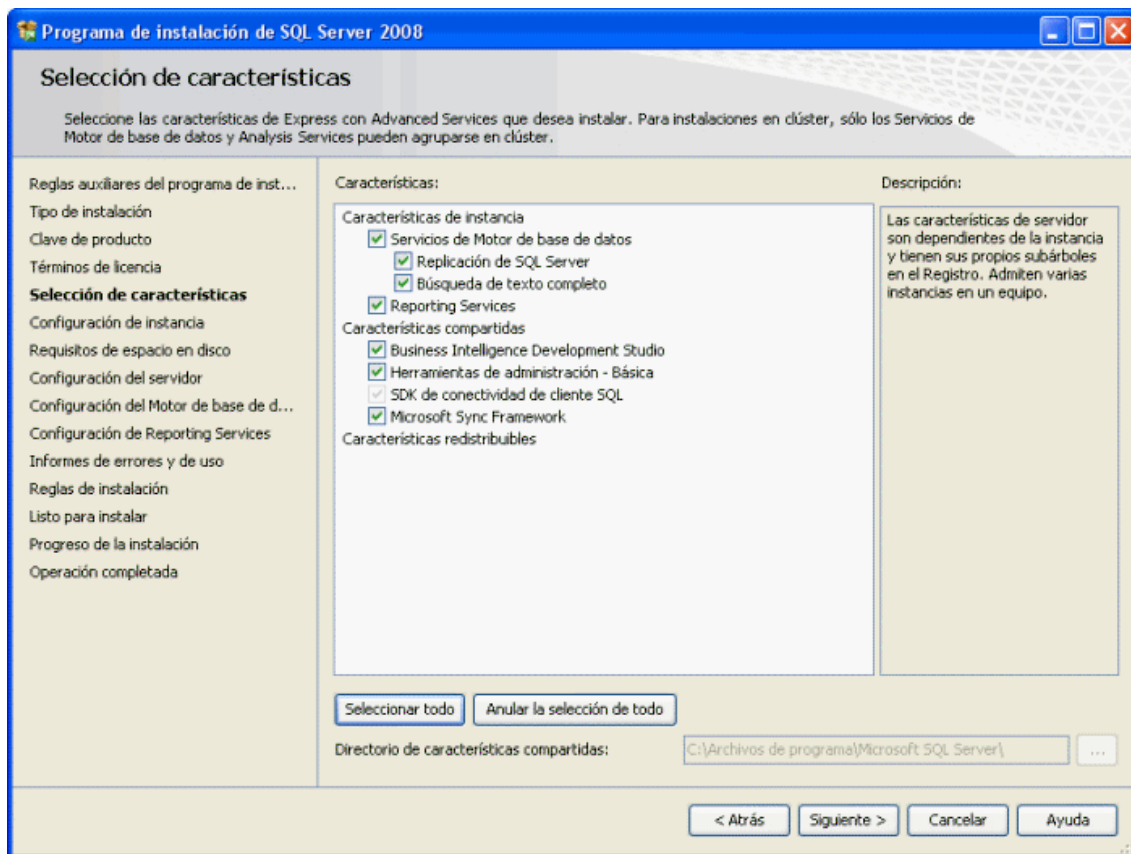 Programa de instalación de SQL Server 2008
Selección de características
Seleccione las características de Express con Advanced Services que desea instalar. Para instalaciones en clúster, sólo los Servicios de
Motor de base de datos y Analysis Services pueden agruparse en clúster.
Reglas auxiliares del programa de inst...
Tipo de instalación
Clave de producto
Términos de licencia
Selección de características
Configuración de instancia
Requisitos de espacio en disco
Configuración del servidor
Configuración del Motor de base de d...
Configuración de Reporting Services
Informes de errores y de uso
Reglas de instalación
Listo para instalar
Progreso de la instalación
Operación completada
Características:
Características de instancia
Servicios de Motor de base de datos
Replicación de SQL Server
Búsqueda de texto completo
Reporting Services
Características compartidas
Business Intelligence Development Studio
Herramientas de administración - Básica
SDK de conectividad de cliente SQL
Microsoft Sync Framework
Características redistribuibles
Descripción:
Las características de servidor
son dependientes de la instancia
y tienen sus propios subárboles
en el Registro. Admiten varias
instancias en un equipo.
Seleccionar todo
Anular la selección de todo
Directorio de características compartidas:
C:\Archivos de programa\Microsoft SQL Server\
...
< Atrás
Siguiente >
Cancelar
Ayuda